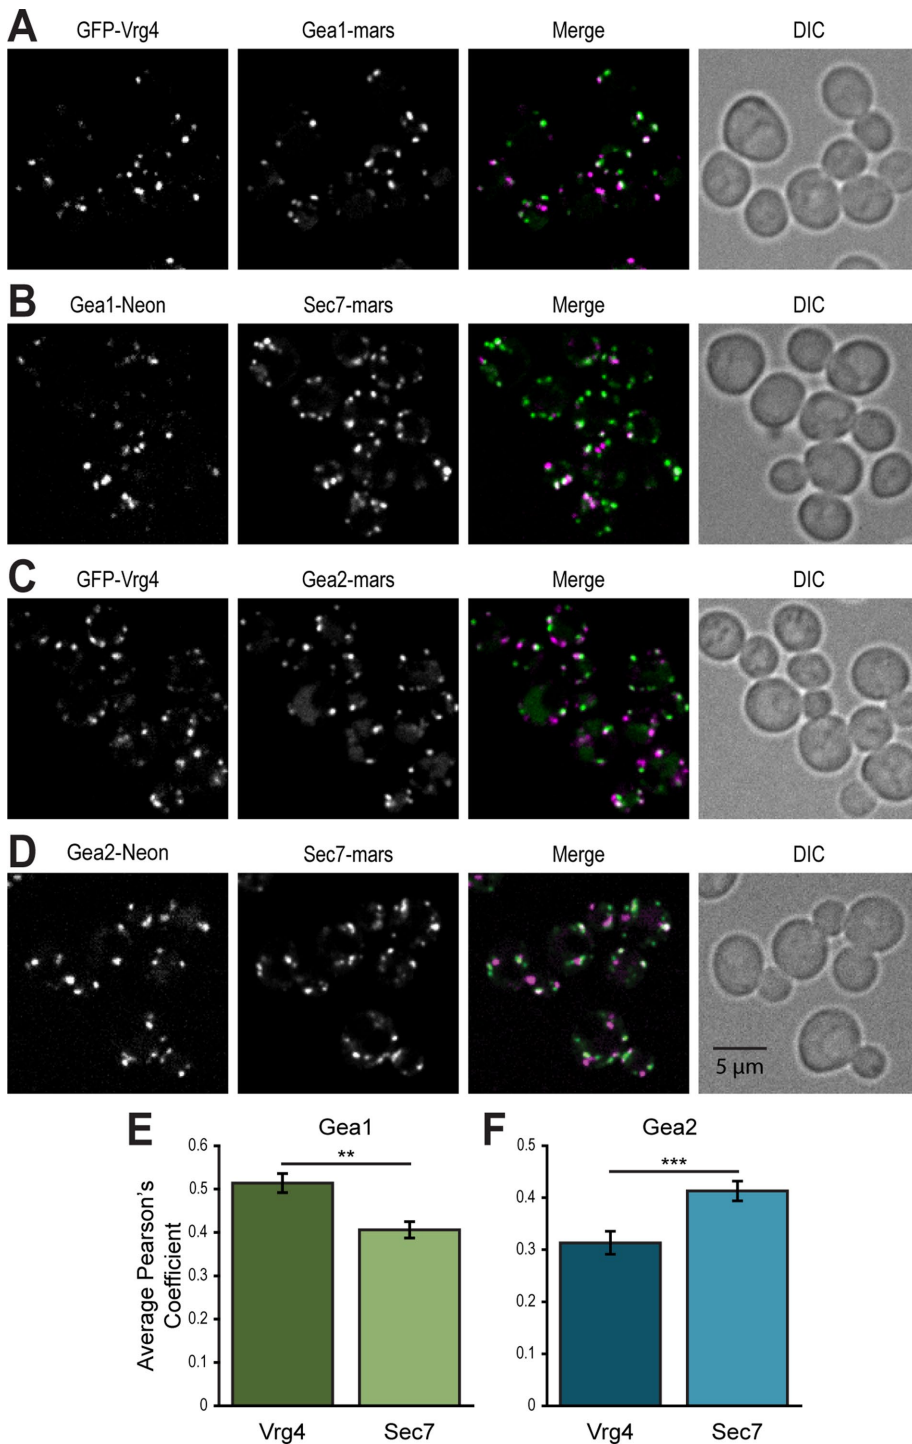 A
GFP-Vrg4 Gea1-mars Merge DIC
B
Gea1-Neon Sec7-mars Merge DIC
C
GFP-Vrg4 Gea2-mars Merge DIC
D
Gea2-Neon Sec7-mars Merge DIC
5 μm
E
Gea1
Average Pearson's
Coefficient
0.6
0.5
0.4
0.3
0.2
0.1
0
**
Vrg4 Sec7
F
Gea2
0.5
0.4
0.3
0.2
0.1
0
***
Vrg4 Sec7